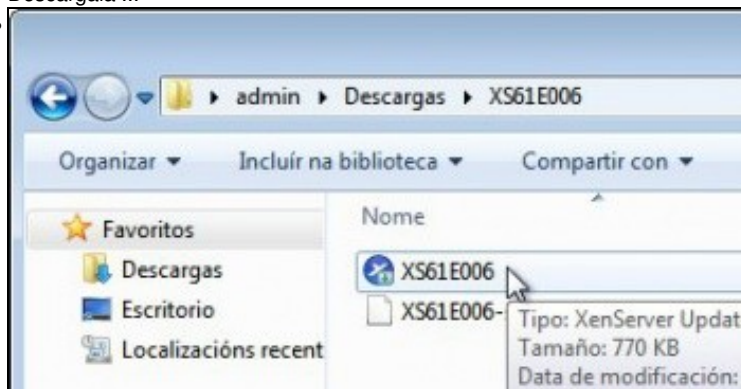 admin ▸ Descargas ▸ XS61E006
Organizar Incluír na biblioteca Compartir con
Favoritos
Descargas
Escritorio
Localizacións recent
Nome
XS61E006
XS61E006-
Tipo: XenServer Updat
Tamaño: 770 KB
Data de modificación: